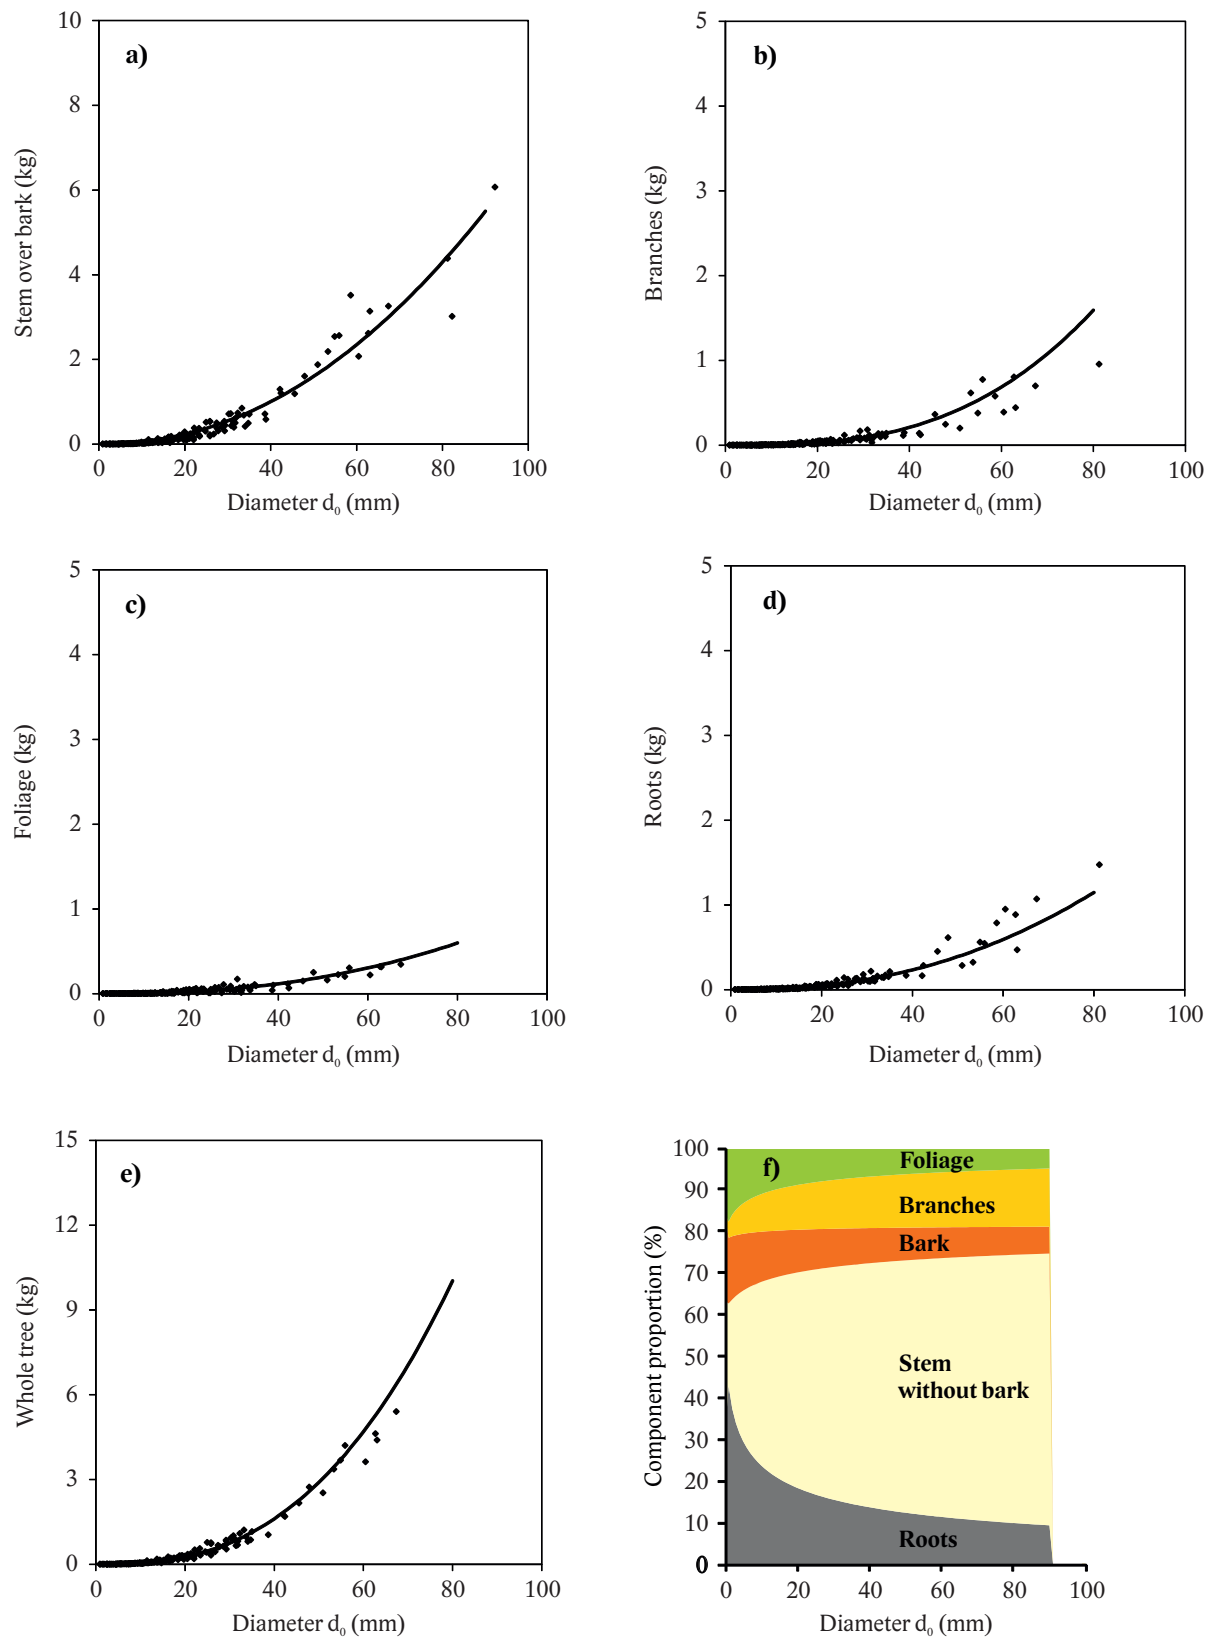 a)
Stem over bark (kg)
10
8
6
4
2
0
0 20 40 60 80 100
Diameter d₀ (mm)
b)
Branches (kg)
5
4
3
2
1
0
0 20 40 60 80 100
Diameter d₀ (mm)
c)
Foliage (kg)
5
4
3
2
1
0
0 20 40 60 80 100
Diameter d₀ (mm)
d)
Roots (kg)
5
4
3
2
1
0
0 20 40 60 80 100
Diameter d₀ (mm)
e)
Whole tree (kg)
15
12
9
6
3
0
0 20 40 60 80 100
Diameter d₀ (mm)
f)
Component proportion (%)
100
90
80
70
60
50
40
30
20
10
0
Foliage
Branches
Bark
Stem
without bark
Roots
0 20 40 60 80 100
Diameter d₀ (mm)